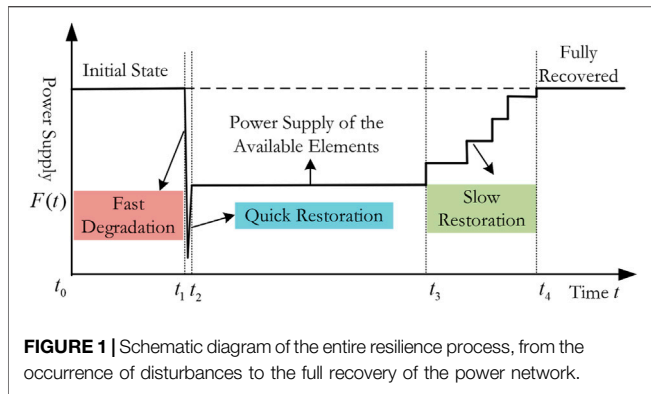 Initial State
Fully
Recovered
Power Supply
F(t)
Power Supply of the
Available Elements
Fast
Degradation
Quick Restoration
Slow
Restoration
t0
t1
t2
t3
t4
Time t
FIGURE 1 | Schematic diagram of the entire resilience process, from the
occurrence of disturbances to the full recovery of the power network.